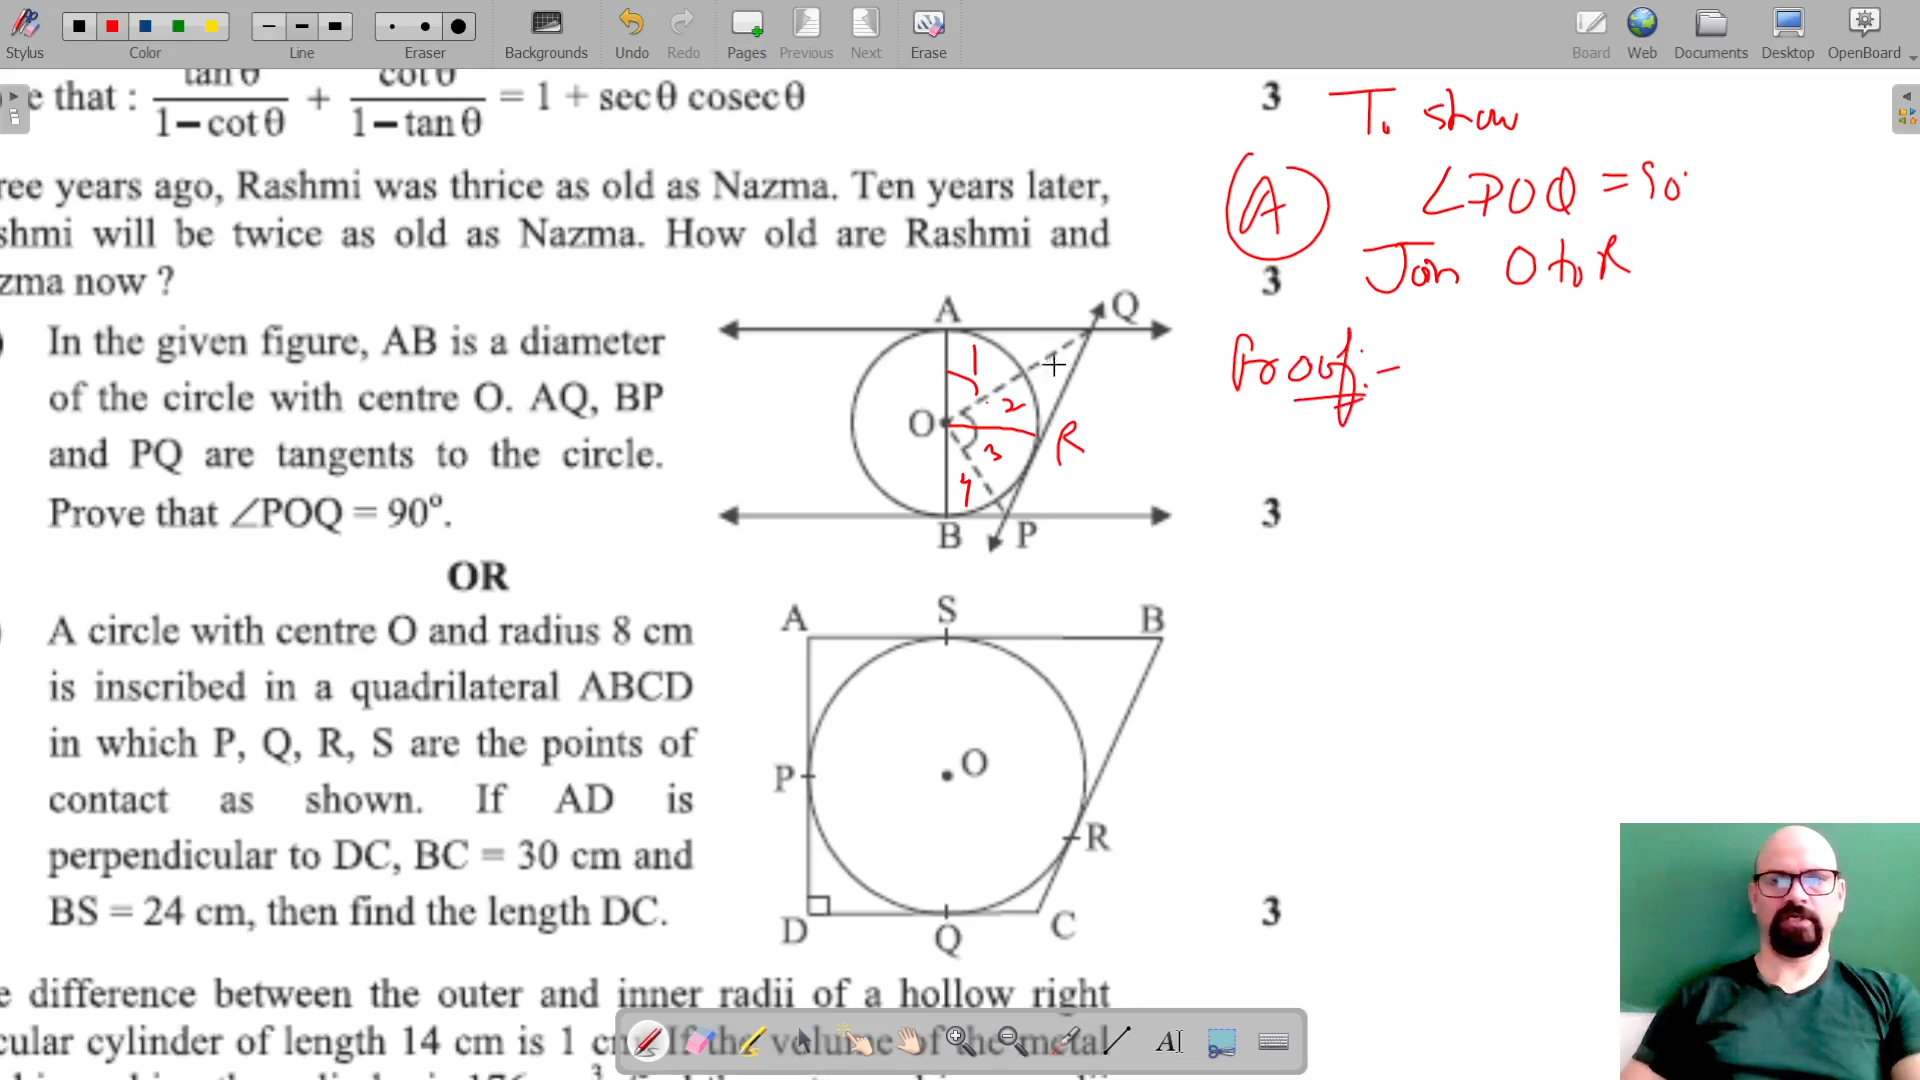 Stylus Color Line Eraser Backgrounds Undo Redo Pages Previous Next Erase Board Web Documents Desktop OpenBoard
e that : tan θ / 1 − cot θ + cot θ / 1 − tan θ = 1 + sec θ cosec θ 3
ree years ago, Rashmi was thrice as old as Nazma. Ten years later,
shmi will be twice as old as Nazma. How old are Rashmi and
zma now ? 3
) In the given figure, AB is a diameter
of the circle with centre O. AQ, BP
and PQ are tangents to the circle.
Prove that ∠POQ = 90°. 3
A Q
1
2
O R
3
4
B P
OR
) A circle with centre O and radius 8 cm
is inscribed in a quadrilateral ABCD
in which P, Q, R, S are the points of
contact as shown. If AD is
perpendicular to DC, BC = 30 cm and
BS = 24 cm, then find the length DC. 3
A S B
P O
R
D Q C
e difference between the outer and inner radii of a hollow right
cular cylinder of length 14 cm is 1 cm. If the volume of the metal
To show
A ∠POQ = 90°
Join O to R
Proof :-